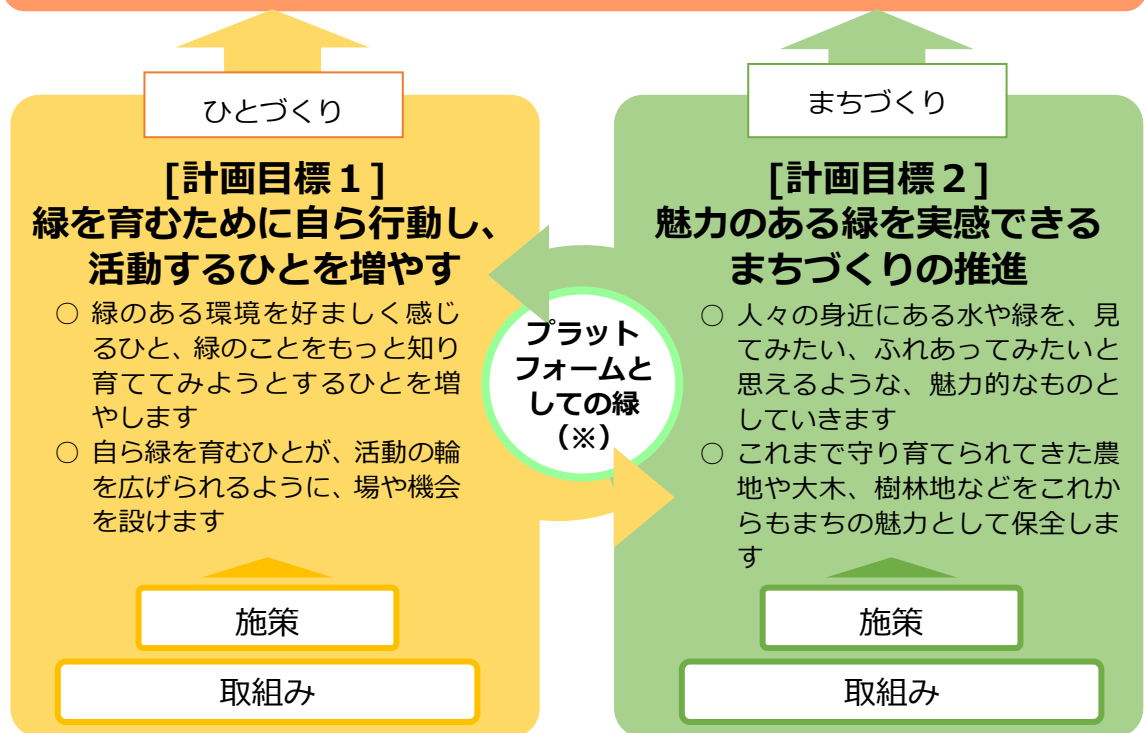 ひとづくり
[計画目標１]
緑を育むために自ら行動し、
活動するひとを増やす
○ 緑のある環境を好ましく感じ
るひと、緑のことをもっと知り
育ててみようとするひとを増
やします
○ 自ら緑を育むひとが、活動の輪
を広げられるように、場や機会
を設けます
施策
取組み
プラット
フォームと
しての緑
（※）
まちづくり
[計画目標２]
魅力のある緑を実感できる
まちづくりの推進
○ 人々の身近にある水や緑を、見
てみたい、ふれあってみたいと
思えるような、魅力的なものと
していきます
○ これまで守り育てられてきた農
地や大木、樹林地などをこれか
らもまちの魅力として保全しま
す
施策
取組み